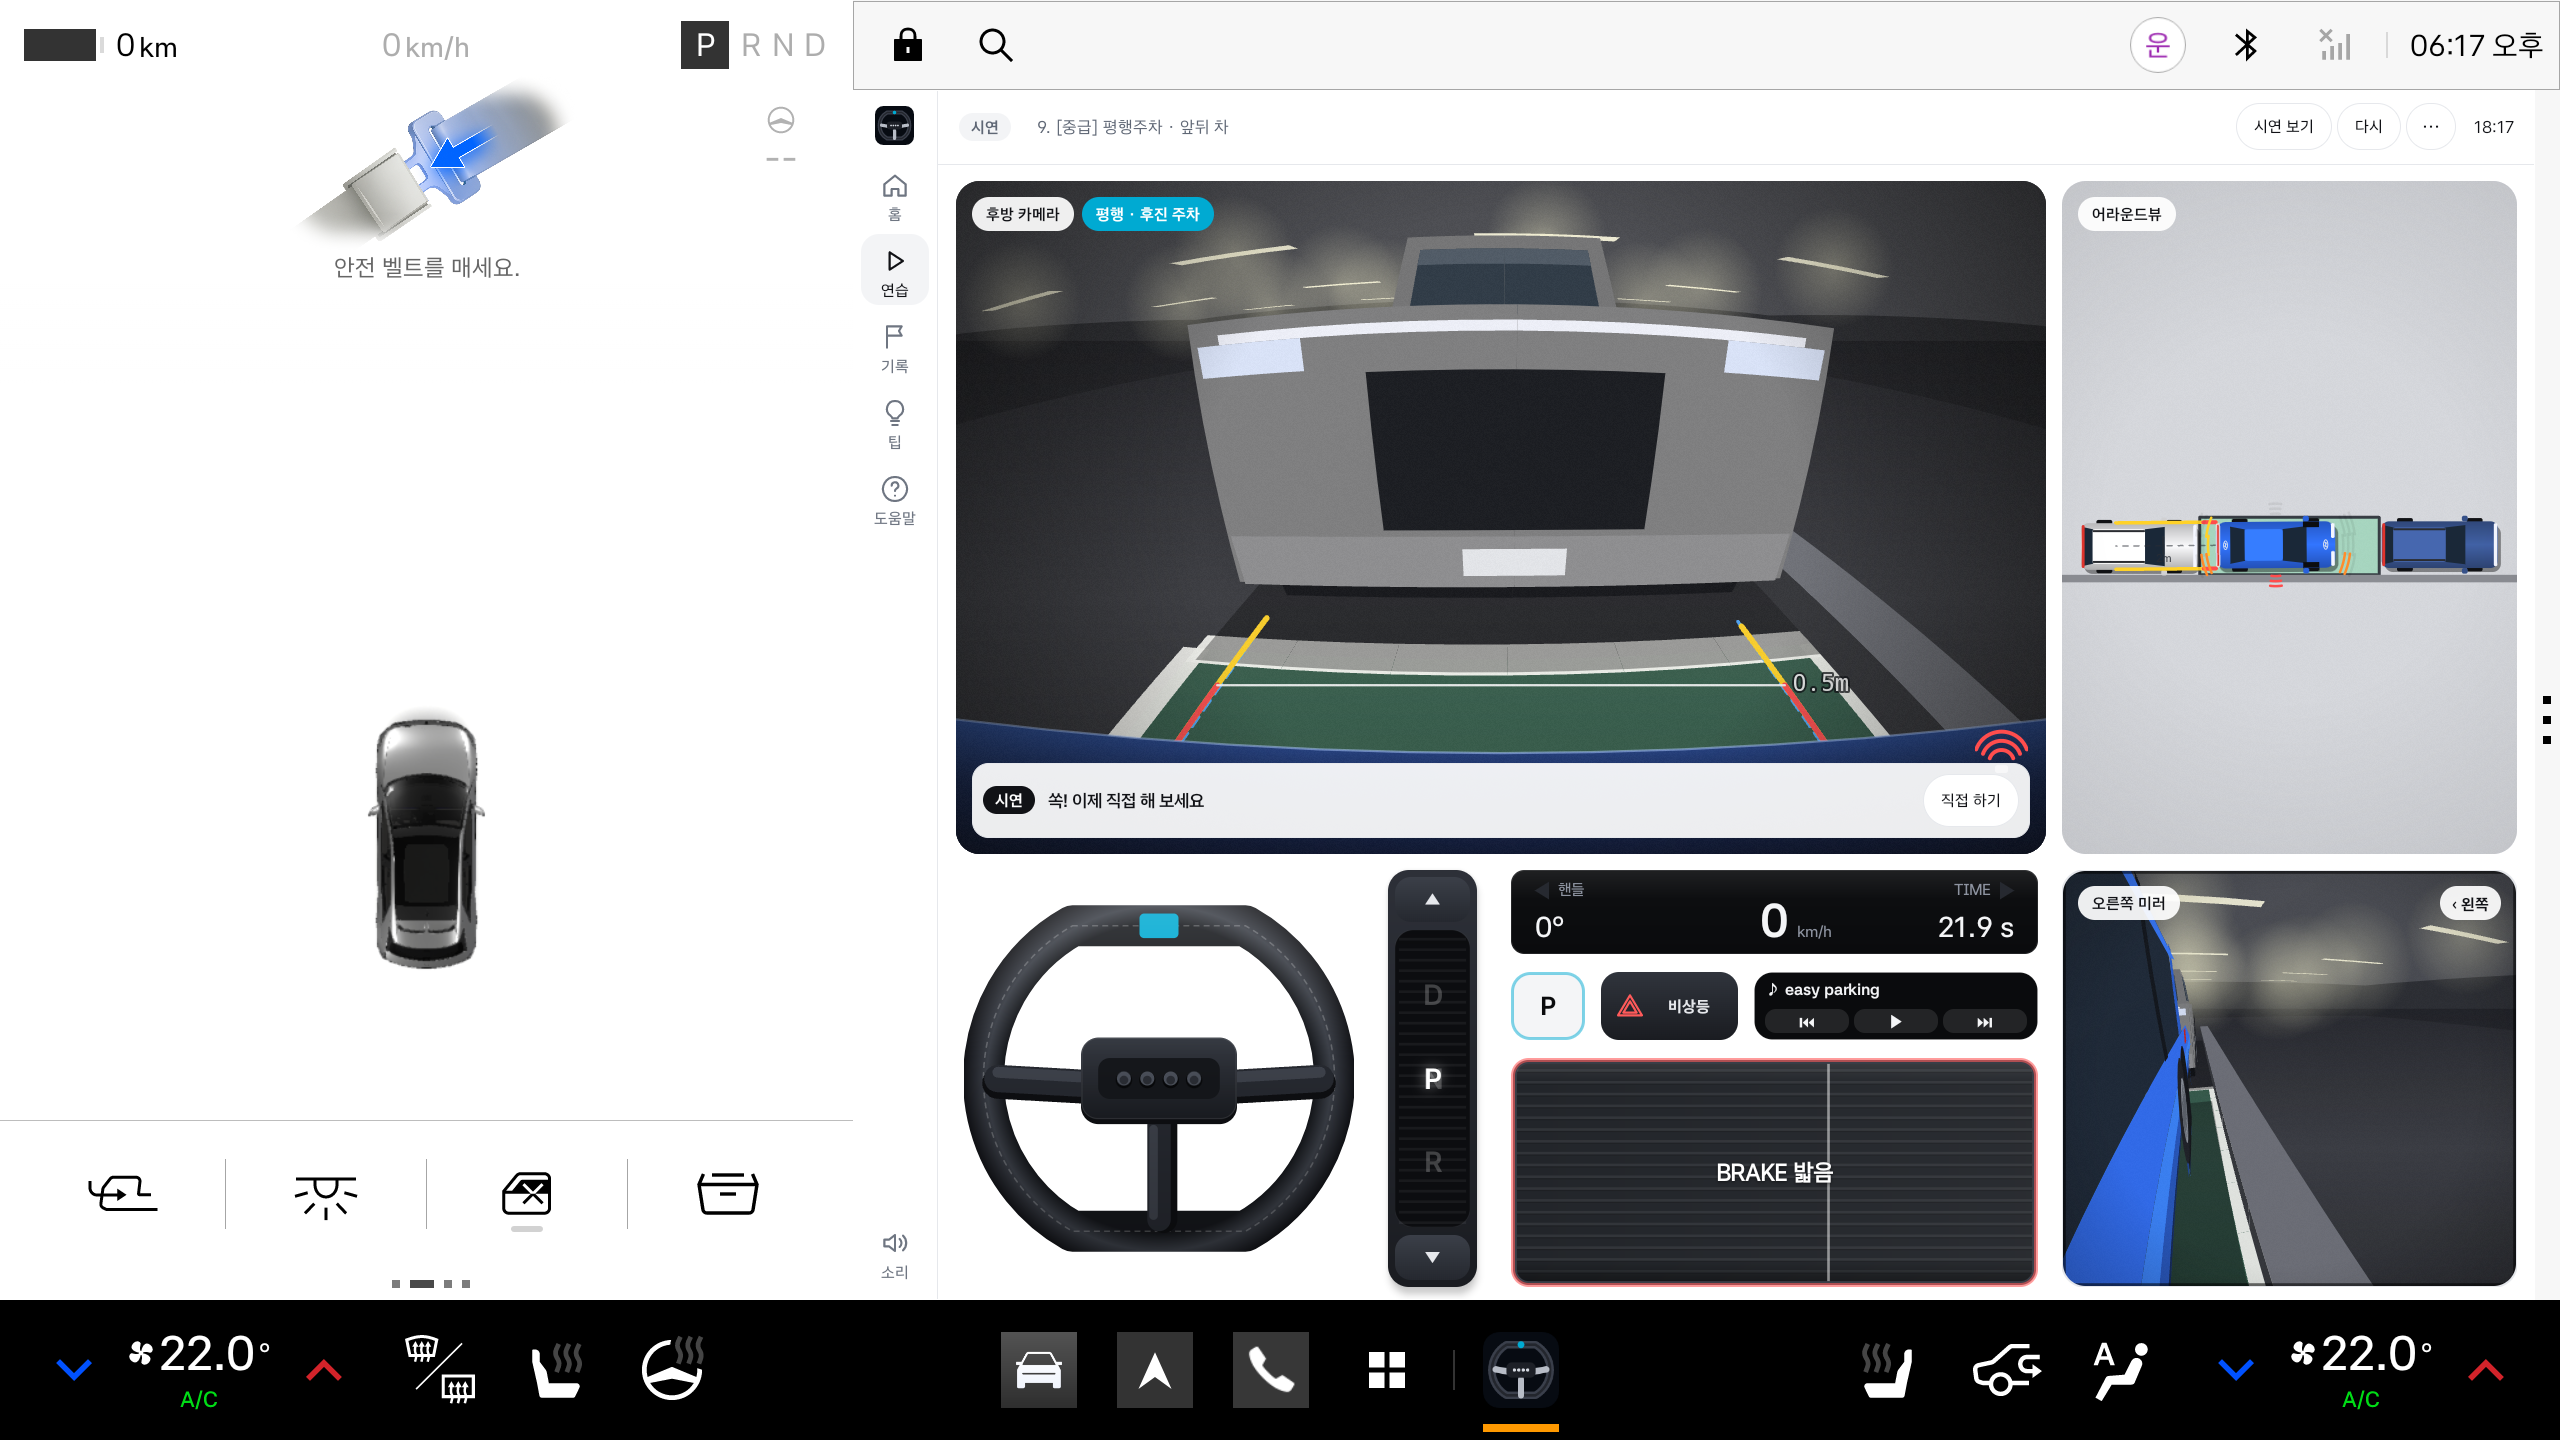 0 km
0 km/h
P R N D
운
06:17 오후
안전 벨트를 매세요.
홈
연습
기록
팁
도움말
소리
시연
9. [중급] 평행주차 · 앞뒤 차
시연 보기
다시
···
18:17
후방 카메라
평행 · 후진 주차
0.5m
시연
쏙! 이제 직접 해 보세요
직접 하기
어라운드뷰
m
D
P
R
핸들
0°
0 km/h
TIME
21.9 s
P
비상등
♪ easy parking
BRAKE 밟음
오른쪽 미러
‹ 왼쪽
22.0°
A/C
A
22.0°
A/C